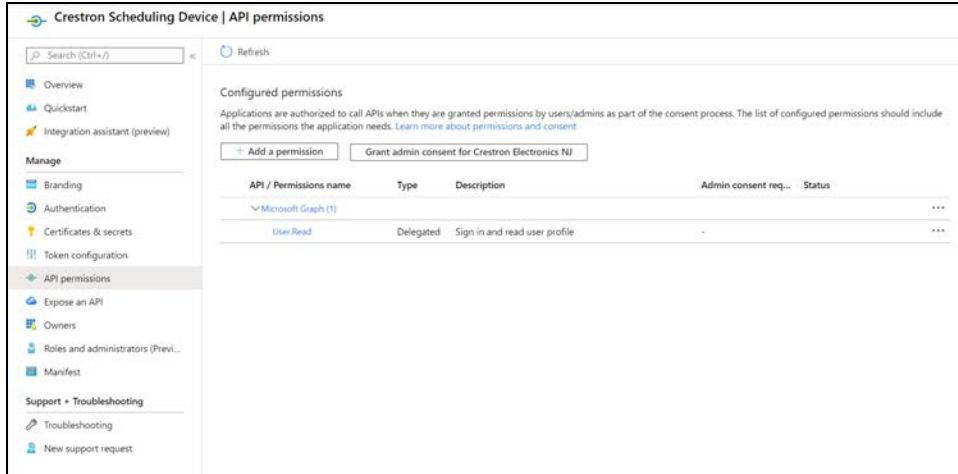 Crestron Scheduling Device | API permissions
Search (Ctrl+/)
«
Refresh
Overview
Quickstart
Integration assistant (preview)
Manage
Branding
Authentication
Certificates & secrets
Token configuration
API permissions
Expose an API
Owners
Roles and administrators (Previ...
Manifest
Support + Troubleshooting
Troubleshooting
New support request
Configured permissions
Applications are authorized to call APIs when they are granted permissions by users/admins as part of the consent process. The list of configured permissions should include
all the permissions the application needs. Learn more about permissions and consent
+ Add a permission Grant admin consent for Crestron Electronics NJ
API / Permissions name Type Description Admin consent req... Status
Microsoft Graph (1) ...
User.Read Delegated Sign in and read user profile - ...